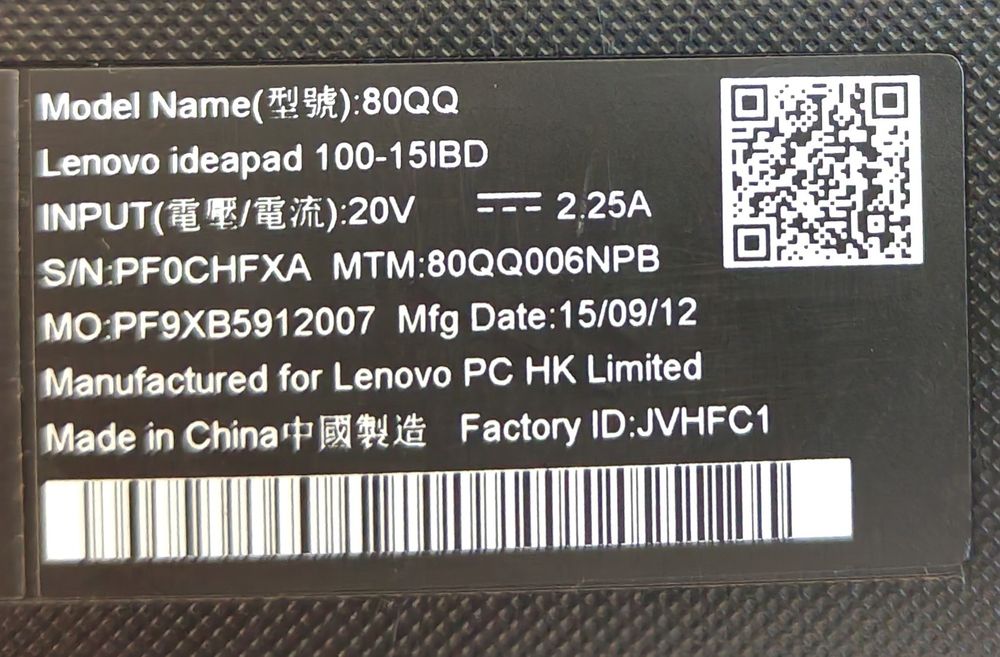 Model Name(型號):80QQ
Lenovo ideapad 100-15IBD
INPUT(電壓/電流):20V ⎓ 2.25A
S/N:PF0CHFXA MTM:80QQ006NPB
MO:PF9XB5912007 Mfg Date:15/09/12
Manufactured for Lenovo PC HK Limited
Made in China中國製造 Factory ID:JVHFC1